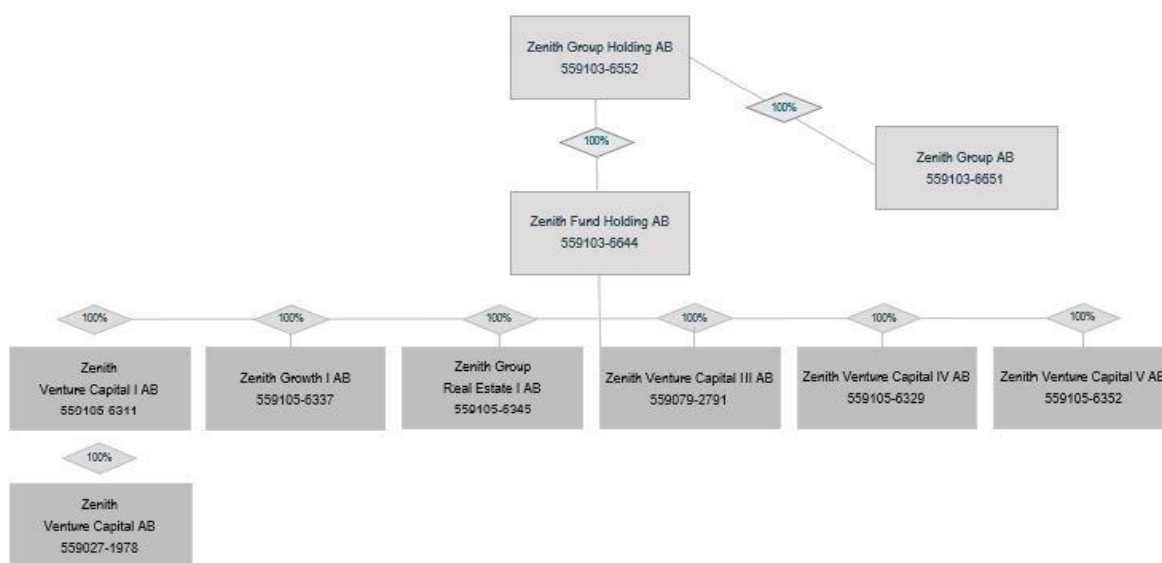 Zenith Group Holding AB
559103-6552
100%
100%
Zenith Group AB
559103-6651
Zenith Fund Holding AB
559103-6644
100%
100%
100%
100%
100%
100%
Zenith
Venture Capital I AB
559105-6311
Zenith Growth I AB
559105-6337
Zenith Group
Real Estate I AB
559105-6345
Zenith Venture Capital III AB
559079-2791
Zenith Venture Capital IV AB
559105-6329
Zenith Venture Capital V AB
559105-6352
100%
Zenith
Venture Capital AB
559027-1978